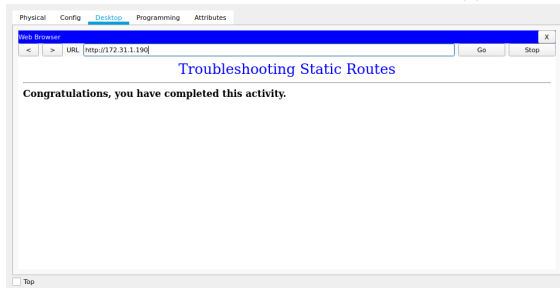 Physical Config Desktop Programming Attributes
Web Browser X
< > URL http://172.31.1.190 Go Stop
Troubleshooting Static Routes
Congratulations, you have completed this activity.
Top